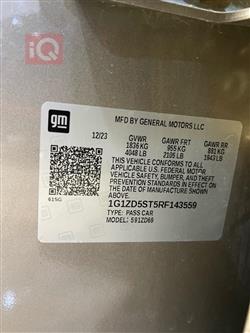 iQ
gm
MFD BY GENERAL MOTORS LLC
12/23 GVWR GAWR FRT GAWR RR
1836 KG 955 KG 881 KG
4048 LB 2105 LB 1943 LB
THIS VEHICLE CONFORMS TO ALL
APPLICABLE U.S. FEDERAL MOTOR
VEHICLE SAFETY, BUMPER, AND THEFT
PREVENTION STANDARDS IN EFFECT ON
THE DATE OF MANUFACTURE SHOWN
ABOVE.
61SG
1G1ZD5ST5RF143559
TYPE: PASS CAR
MODEL: 591ZD69